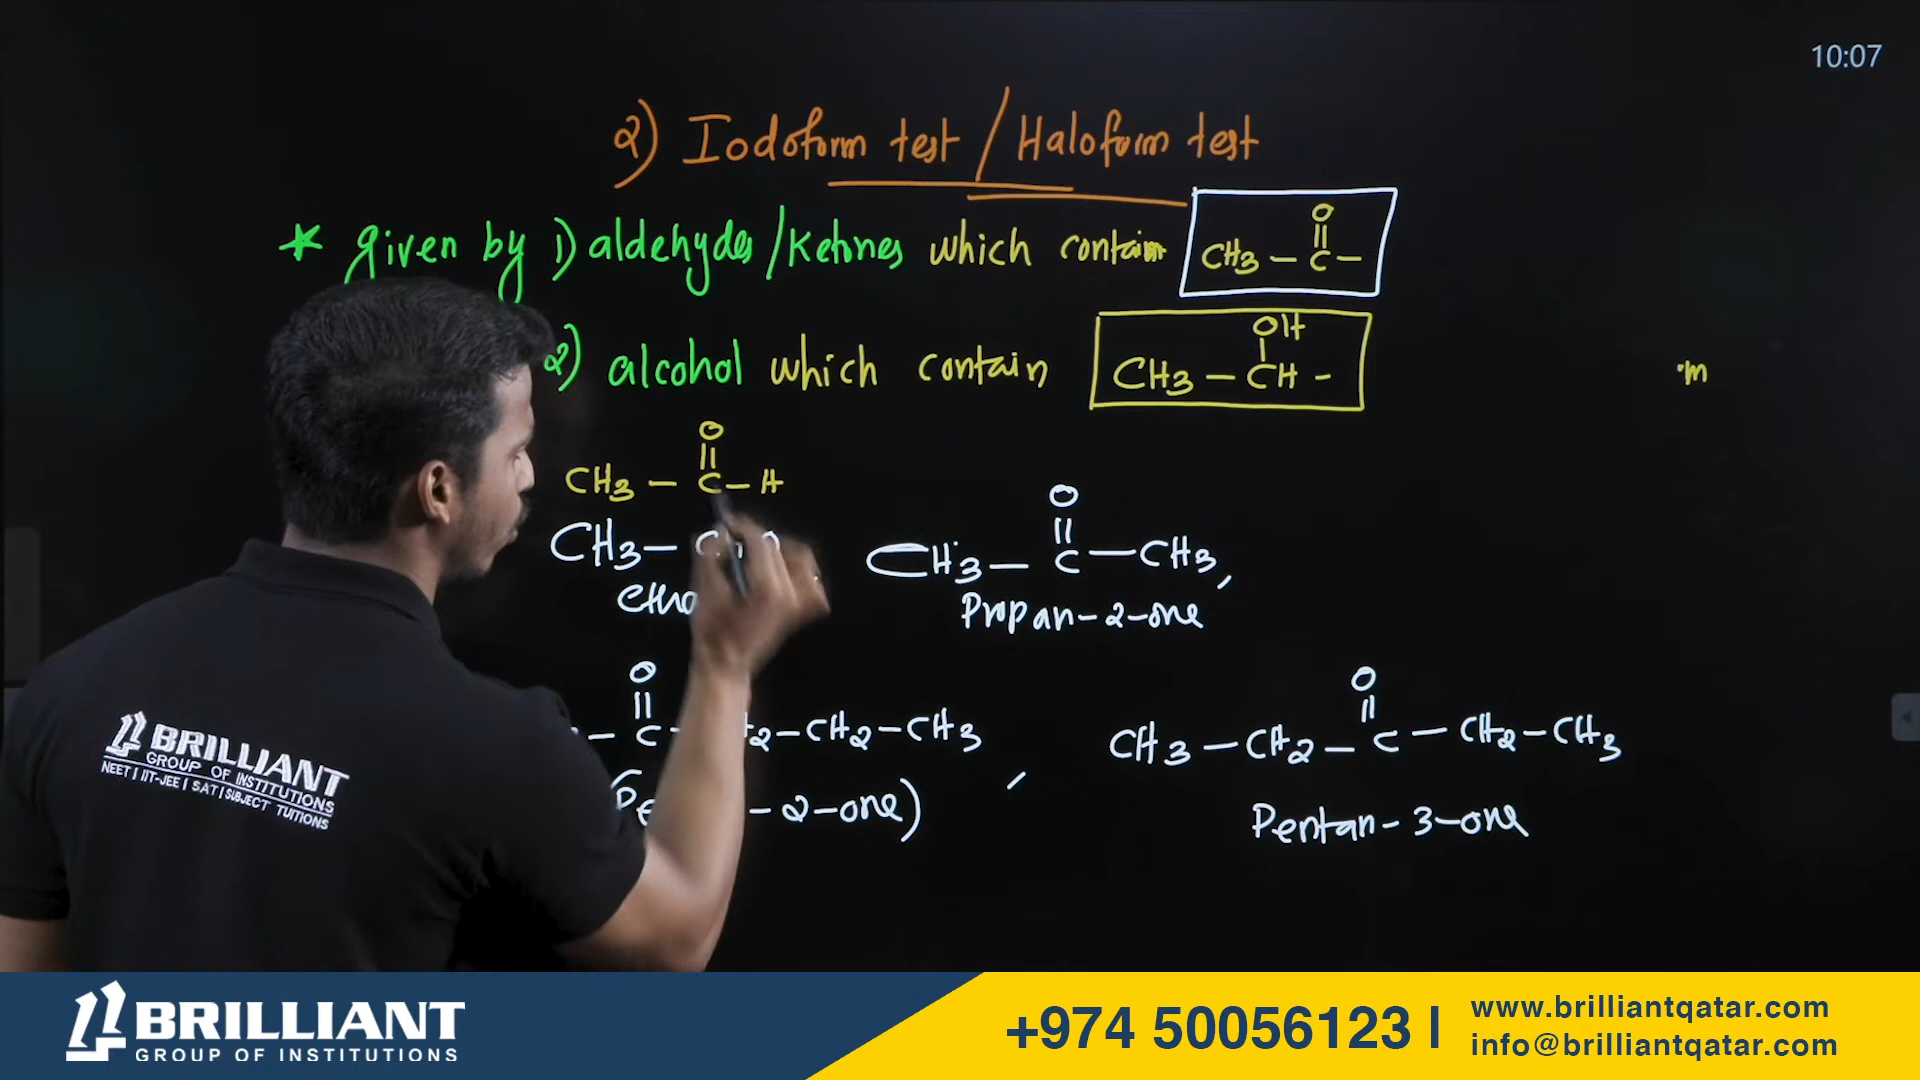 10:07
2) Iodoform test / Haloform test
* given by 1) aldehydes/Ketones which contain
O
CH3 – C –
2) alcohol which contain
OH
CH3 – CH -
m
O
CH3 – C – H
O
CH3 –
CH3 – C – CH3,
Propan-2-one
O
– C
2 – CH2 – CH3
,
O
CH3 – CH2 – C – CH2 – CH3
-2-one)
Pentan-3-one
BRILLIANT
GROUP OF INSTITUTIONS
NEET | IIT-JEE | SAT | SUBJECT TUITIONS
BRILLIANT
GROUP OF INSTITUTIONS
+974 50056123 |
www.brilliantqatar.com
info@brilliantqatar.com